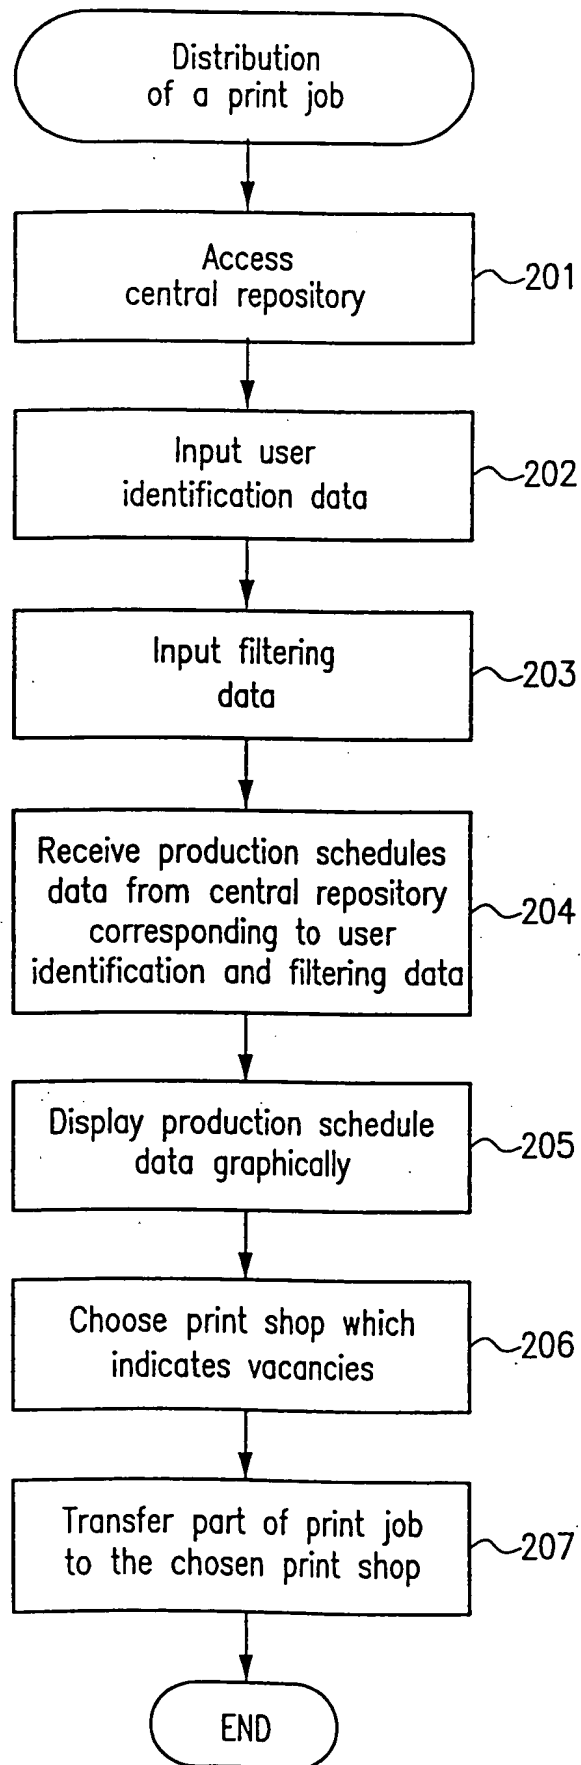 Distribution
of a print job
Access
central repository
201
Input user
identification data
202
Input filtering
data
203
Receive production schedules
data from central repository
corresponding to user
identification and filtering data
204
Display production schedule
data graphically
205
Choose print shop which
indicates vacancies
206
Transfer part of print job
to the chosen print shop
207
END